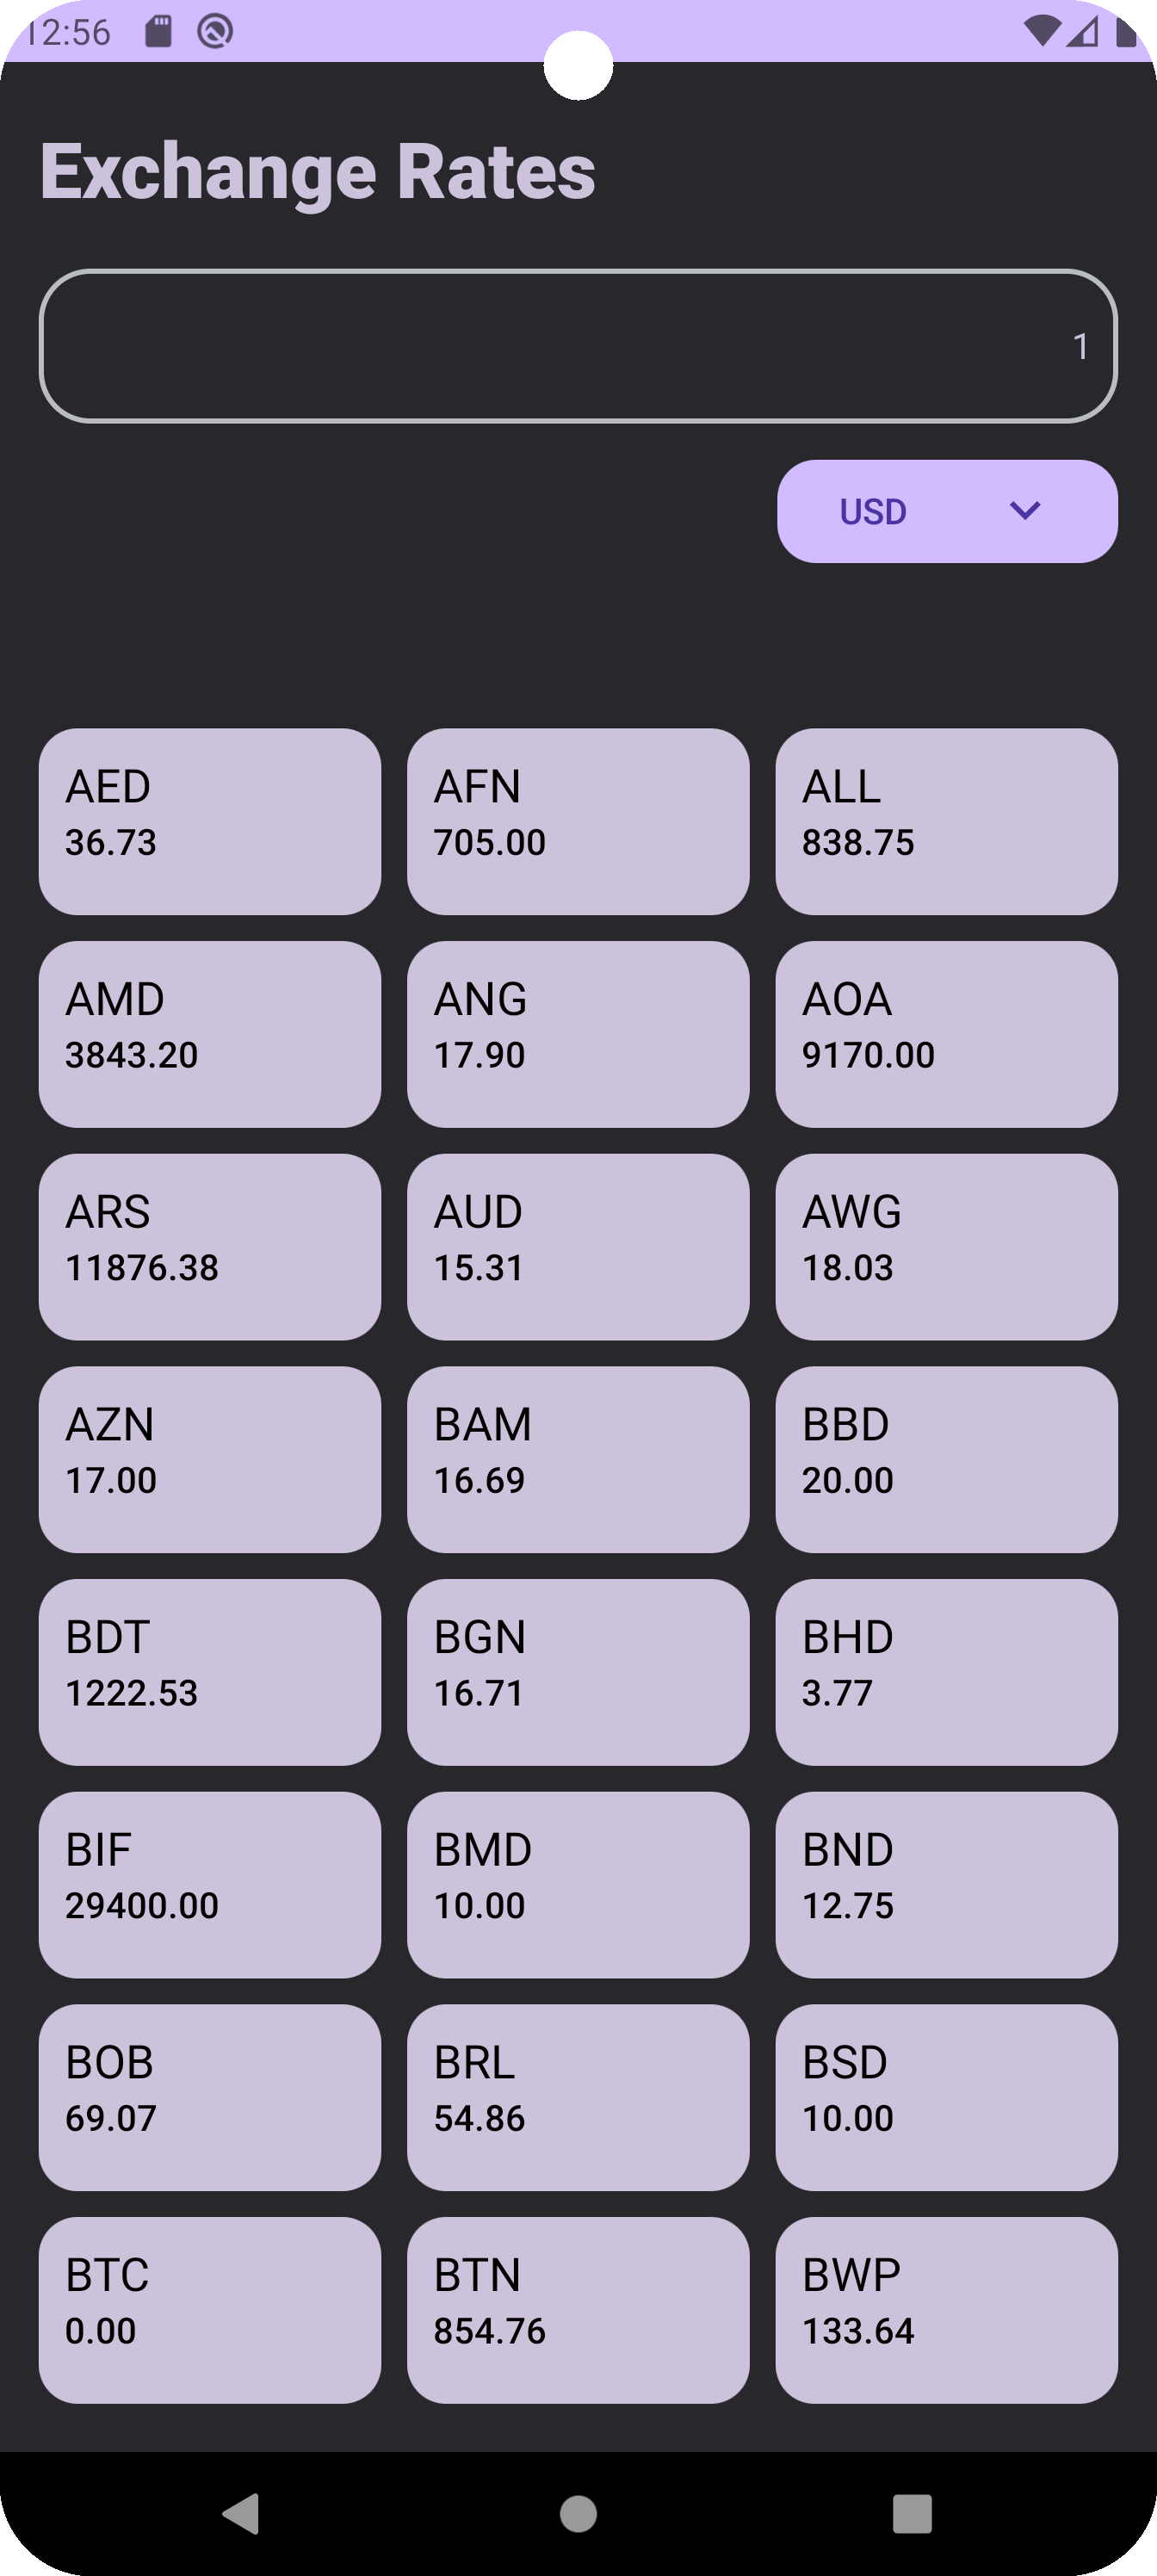 12:56
Exchange Rates
1
USD
AED
36.73
AFN
705.00
ALL
838.75
AMD
3843.20
ANG
17.90
AOA
9170.00
ARS
11876.38
AUD
15.31
AWG
18.03
AZN
17.00
BAM
16.69
BBD
20.00
BDT
1222.53
BGN
16.71
BHD
3.77
BIF
29400.00
BMD
10.00
BND
12.75
BOB
69.07
BRL
54.86
BSD
10.00
BTC
0.00
BTN
854.76
BWP
133.64